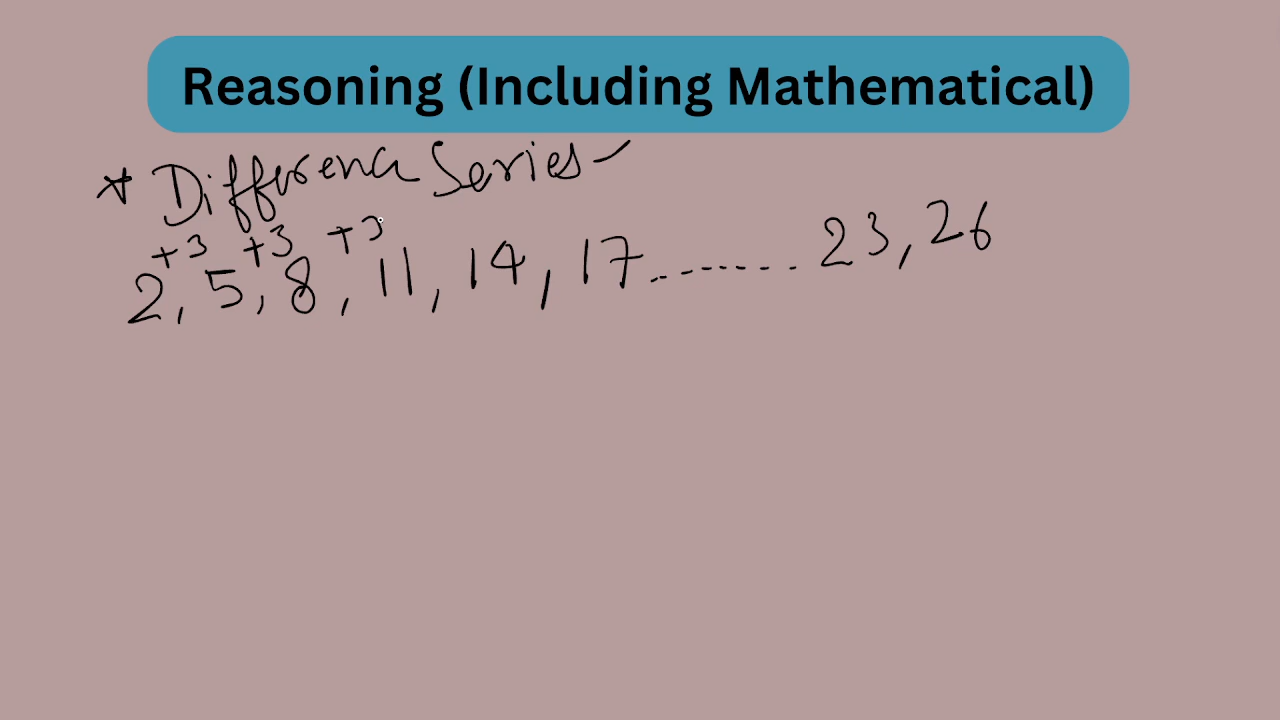 Reasoning (Including Mathematical)
* Difference Series -
+3 +3 +3
2, 5, 8, 11, 14, 17........ 23, 26